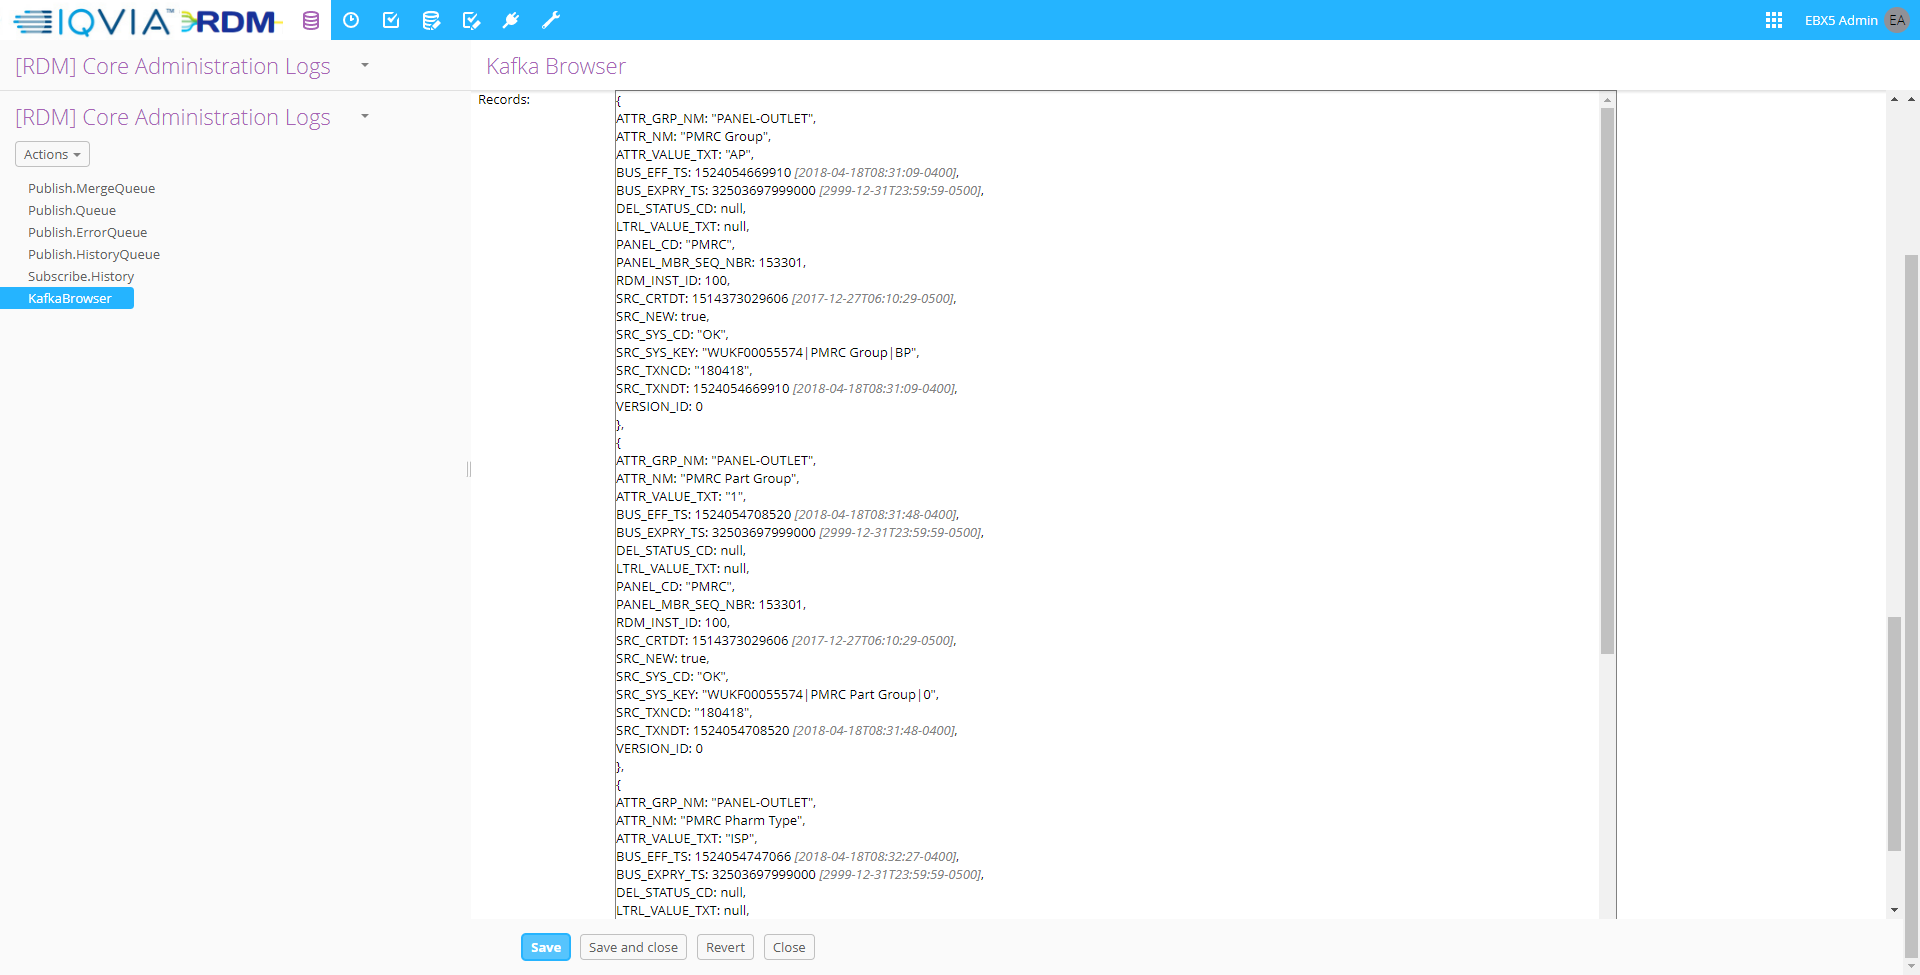 IQVIA™ RDM
EBX5 Admin EA
[RDM] Core Administration Logs
Kafka Browser
[RDM] Core Administration Logs
Actions
Publish.MergeQueue
Publish.Queue
Publish.ErrorQueue
Publish.HistoryQueue
Subscribe.History
KafkaBrowser
Records:
{
ATTR_GRP_NM: "PANEL-OUTLET",
ATTR_NM: "PMRC Group",
ATTR_VALUE_TXT: "AP",
BUS_EFF_TS: 1524054669910 [2018-04-18T08:31:09-0400],
BUS_EXPRY_TS: 32503697999000 [2999-12-31T23:59:59-0500],
DEL_STATUS_CD: null,
LTRL_VALUE_TXT: null,
PANEL_CD: "PMRC",
PANEL_MBR_SEQ_NBR: 153301,
RDM_INST_ID: 100,
SRC_CRTDT: 1514373029606 [2017-12-27T06:10:29-0500],
SRC_NEW: true,
SRC_SYS_CD: "OK",
SRC_SYS_KEY: "WUKF00055574|PMRC Group|BP",
SRC_TXNCD: "180418",
SRC_TXNDT: 1524054669910 [2018-04-18T08:31:09-0400],
VERSION_ID: 0
},
{
ATTR_GRP_NM: "PANEL-OUTLET",
ATTR_NM: "PMRC Part Group",
ATTR_VALUE_TXT: "1",
BUS_EFF_TS: 1524054708520 [2018-04-18T08:31:48-0400],
BUS_EXPRY_TS: 32503697999000 [2999-12-31T23:59:59-0500],
DEL_STATUS_CD: null,
LTRL_VALUE_TXT: null,
PANEL_CD: "PMRC",
PANEL_MBR_SEQ_NBR: 153301,
RDM_INST_ID: 100,
SRC_CRTDT: 1514373029606 [2017-12-27T06:10:29-0500],
SRC_NEW: true,
SRC_SYS_CD: "OK",
SRC_SYS_KEY: "WUKF00055574|PMRC Part Group|0",
SRC_TXNCD: "180418",
SRC_TXNDT: 1524054708520 [2018-04-18T08:31:48-0400],
VERSION_ID: 0
},
{
ATTR_GRP_NM: "PANEL-OUTLET",
ATTR_NM: "PMRC Pharm Type",
ATTR_VALUE_TXT: "ISP",
BUS_EFF_TS: 1524054747066 [2018-04-18T08:32:27-0400],
BUS_EXPRY_TS: 32503697999000 [2999-12-31T23:59:59-0500],
DEL_STATUS_CD: null,
LTRL_VALUE_TXT: null,
Save Save and close Revert Close